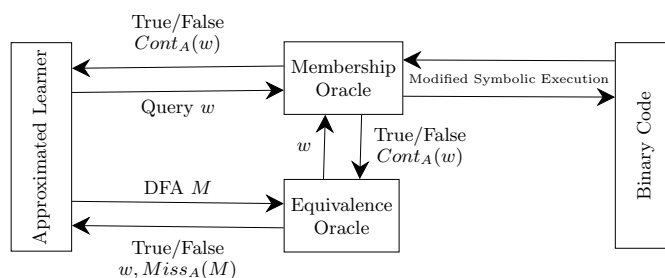 Approximated Learner
True/False
Cont_A(w)
Query w
Membership
Oracle
Modified Symbolic Execution
Binary Code
w
True/False
Cont_A(w)
DFA M
Equivalence
Oracle
True/False
w, Miss_A(M)